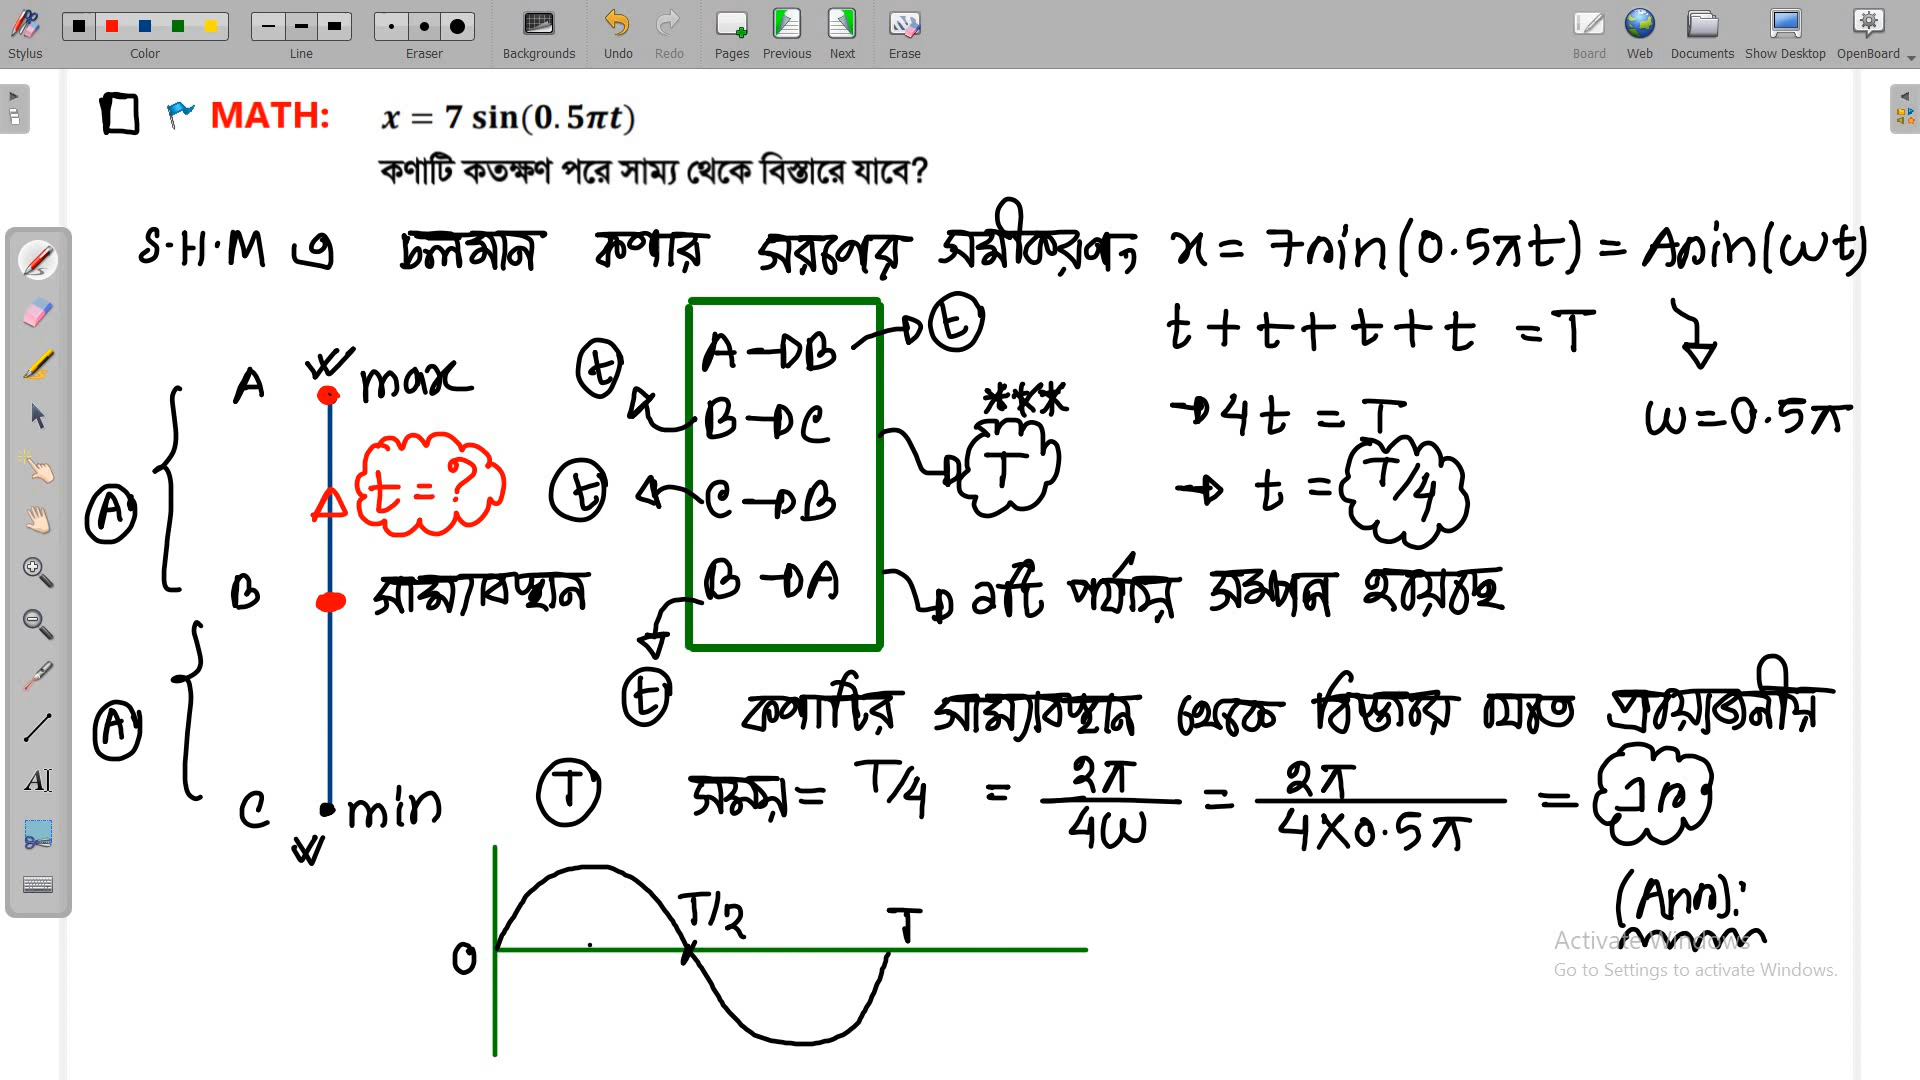 Stylus Color Line Eraser Backgrounds Undo Redo Pages Previous Next Erase Board Web Documents Show Desktop OpenBoard
MATH: x = 7 sin(0.5πt)
কণাটি কতক্ষণ পরে সাম্য থেকে বিস্তারে যাবে?
S.H.M এ চলমান কণার সরণের সমীকরণ, x = 7sin(0.5πt) = Asin(ωt)
A max
t = ?
A
B সাম্যাবস্থান
A
C min
A→B t
B→C t
C→B t
B→A t
*** T
t + t + t + t = T
→ 4t = T
→ t = T/4
ω = 0.5π
পর্যায় সম্পন্ন হয়েছে
কণাটির সাম্যাবস্থান থেকে বিস্তারে যেতে প্রয়োজনীয়
T সময় = T/4 = 2π/4ω = 2π/4×0.5π = 1s
(Ans):
0 T/2 T
Activate Windows
Go to Settings to activate Windows.